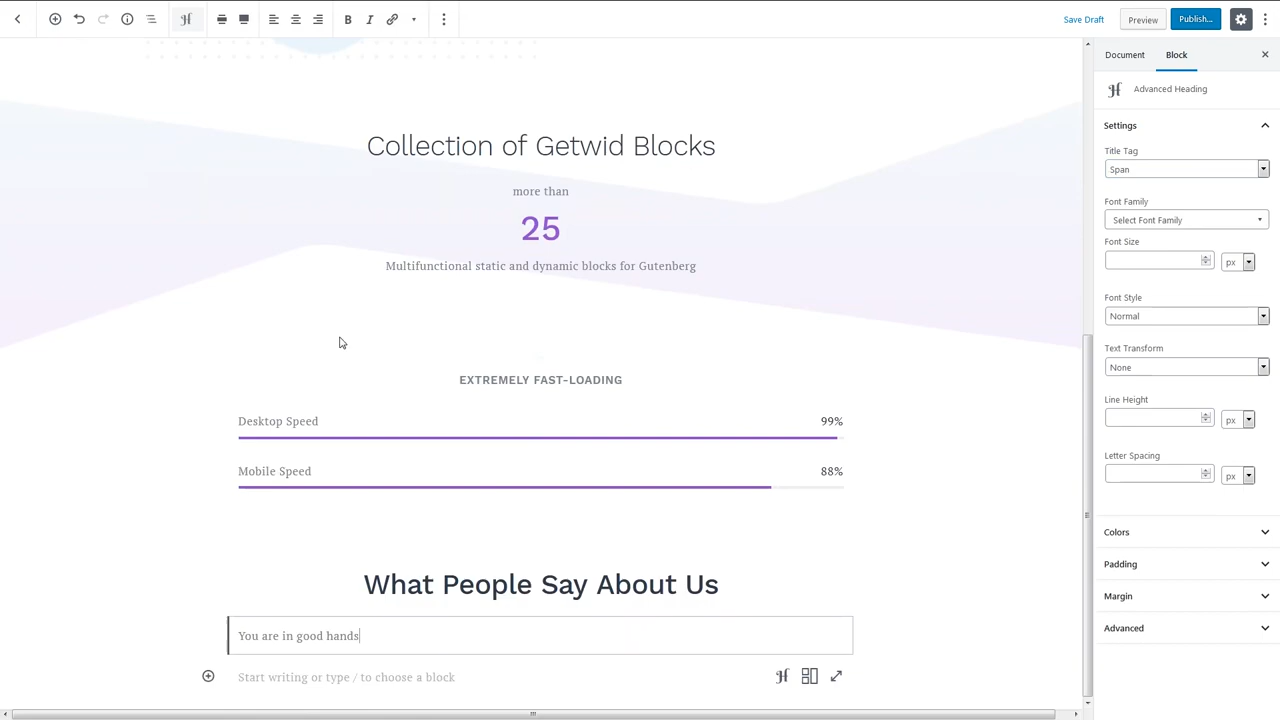 Save Draft
Preview
Publish...
Document
Block
Advanced Heading
Settings
Title Tag
Span
Font Family
Select Font Family
Font Size
px
Font Style
Normal
Text Transform
None
Line Height
px
Letter Spacing
px
Colors
Padding
Margin
Advanced
Collection of Getwid Blocks
more than
25
Multifunctional static and dynamic blocks for Gutenberg
EXTREMELY FAST-LOADING
Desktop Speed 99%
Mobile Speed 88%
What People Say About Us
You are in good hands
Start writing or type / to choose a block